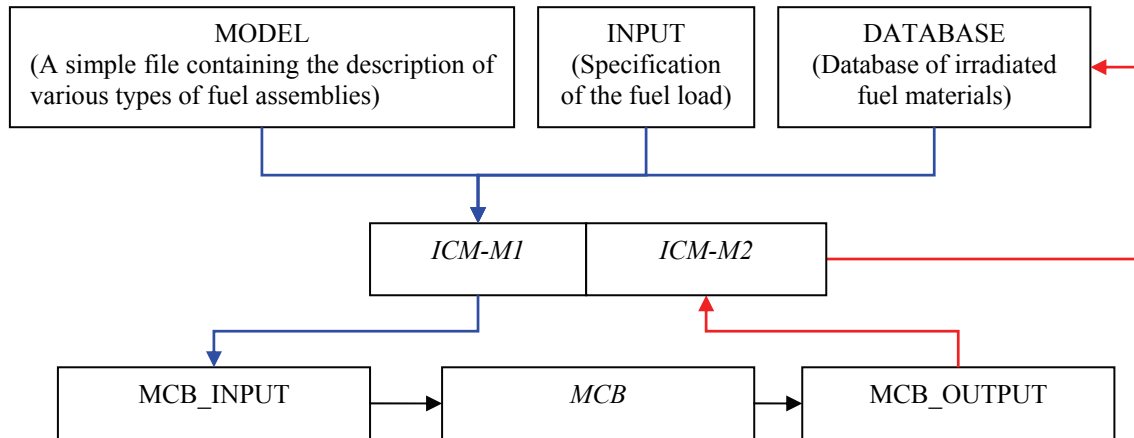 MODEL
(A simple file containing the description of
various types of fuel assemblies)
INPUT
(Specification
of the fuel load)
DATABASE
(Database of irradiated
fuel materials)
ICM-M1
ICM-M2
MCB_INPUT
MCB
MCB_OUTPUT